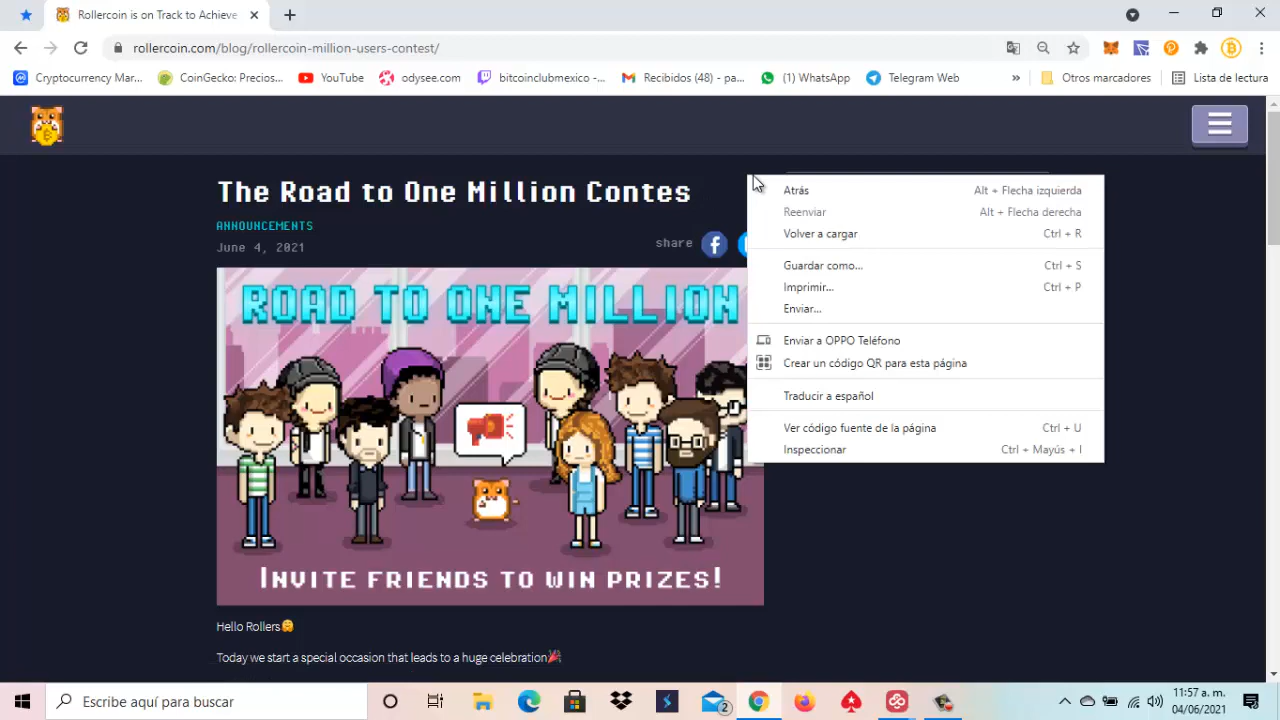 Rollercoin is on Track to Achieve
rollercoin.com/blog/rollercoin-million-users-contest/
Cryptocurrency Mar... CoinGecko: Precios... YouTube odysee.com bitcoinclubmexico -... Recibidos (48) - pa... (1) WhatsApp Telegram Web » Otros marcadores Lista de lectura
The Road to One Million Contes
ANNOUNCEMENTS
June 4, 2021
share
ROAD TO ONE MILLION
INVITE FRIENDS TO WIN PRIZES!
Hello Rollers🤗
Today we start a special occasion that leads to a huge celebration🎉
Atrás Alt + Flecha izquierda
Reenviar Alt + Flecha derecha
Volver a cargar Ctrl + R
Guardar como... Ctrl + S
Imprimir... Ctrl + P
Enviar...
Enviar a OPPO Teléfono
Crear un código QR para esta página
Traducir a español
Ver código fuente de la página Ctrl + U
Inspeccionar Ctrl + Mayús + I
Escribe aquí para buscar
2
11:57 a. m.
04/06/2021